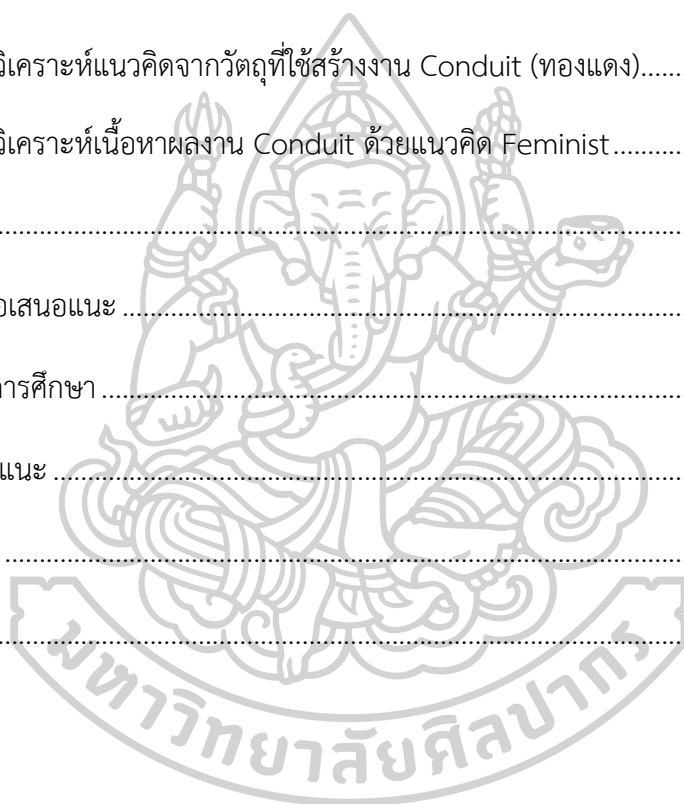 วิเคราะห์แนวคิดจากวัตถุที่ใช้สร้างงาน Conduit (ทองแดง)......
วิเคราะห์เนื้อหาผลงาน Conduit ด้วยแนวคิด Feminist...........
เสนอแนะ
การศึกษา
แนะ
มหาวิทยาลัยศิลปากร